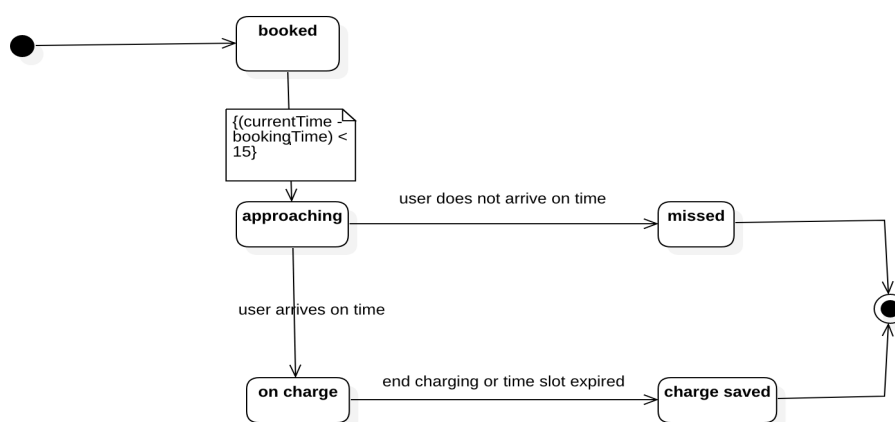 booked
{(currentTime -
bookingTime) <
15}
user does not arrive on time
approaching
missed
user arrives on time
end charging or time slot expired
on charge
charge saved